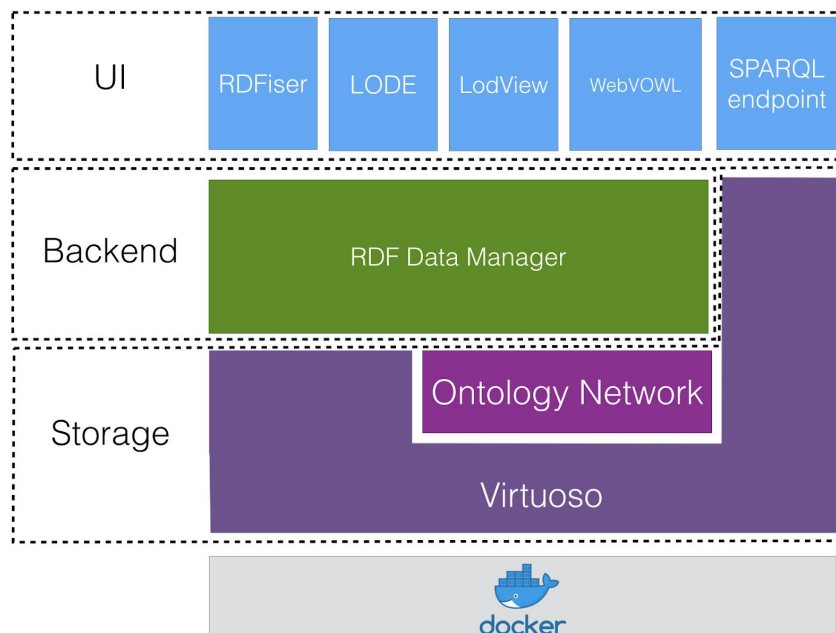 UI
RDFiser
LODE
LodView
WebVOWL
SPARQL
endpoint
Backend
RDF Data Manager
Storage
Ontology Network
Virtuoso
docker